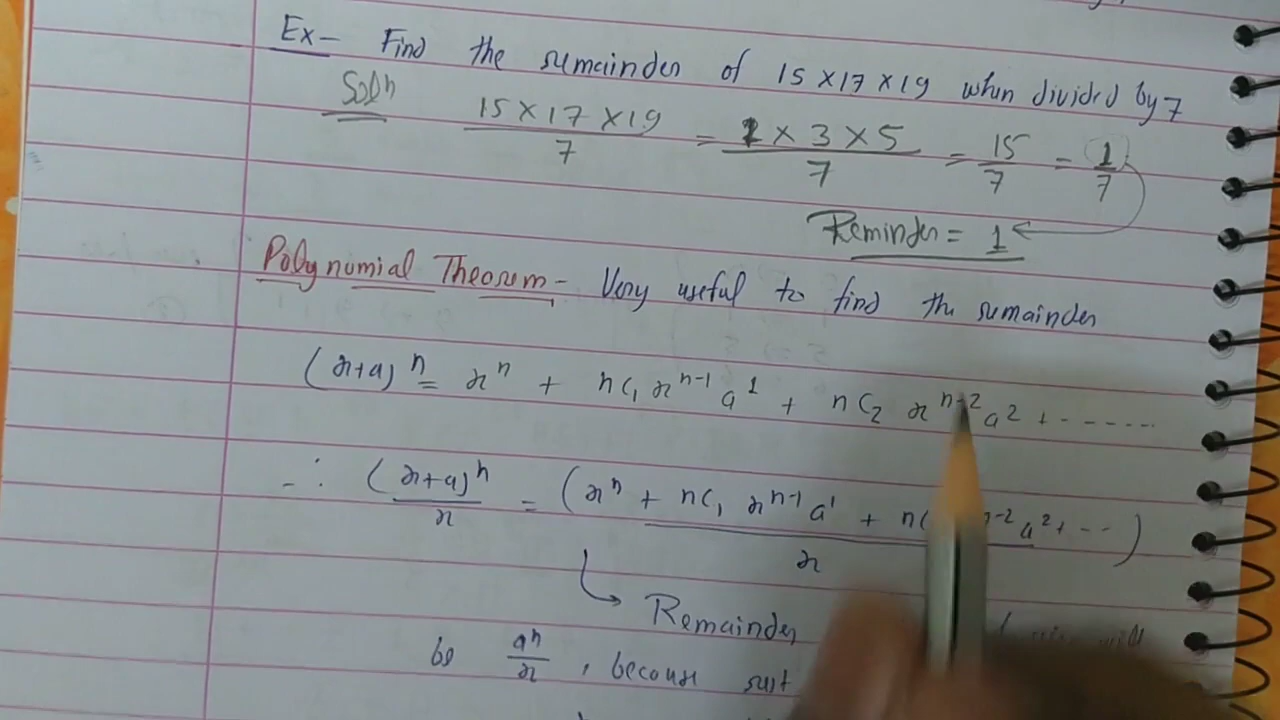 Ex- Find the remainder of 15 × 17 × 19 when divided by 7
Soln 15 × 17 × 19 / 7 = 1 × 3 × 5 / 7 = 15 / 7 = 1 / 7
Reminder = 1
Polynomial Theorem - Very useful to find the remainder
(x+a)^n = x^n + nC1 x^(n-1) a^1 + nC2 x^(n-2) a^2 + ------
∴ (x+a)^n / x = (x^n + nC1 x^(n-1) a^1 + n x^(n-2) a^2 + --) / x
Remainder
be a^n / x , because rest